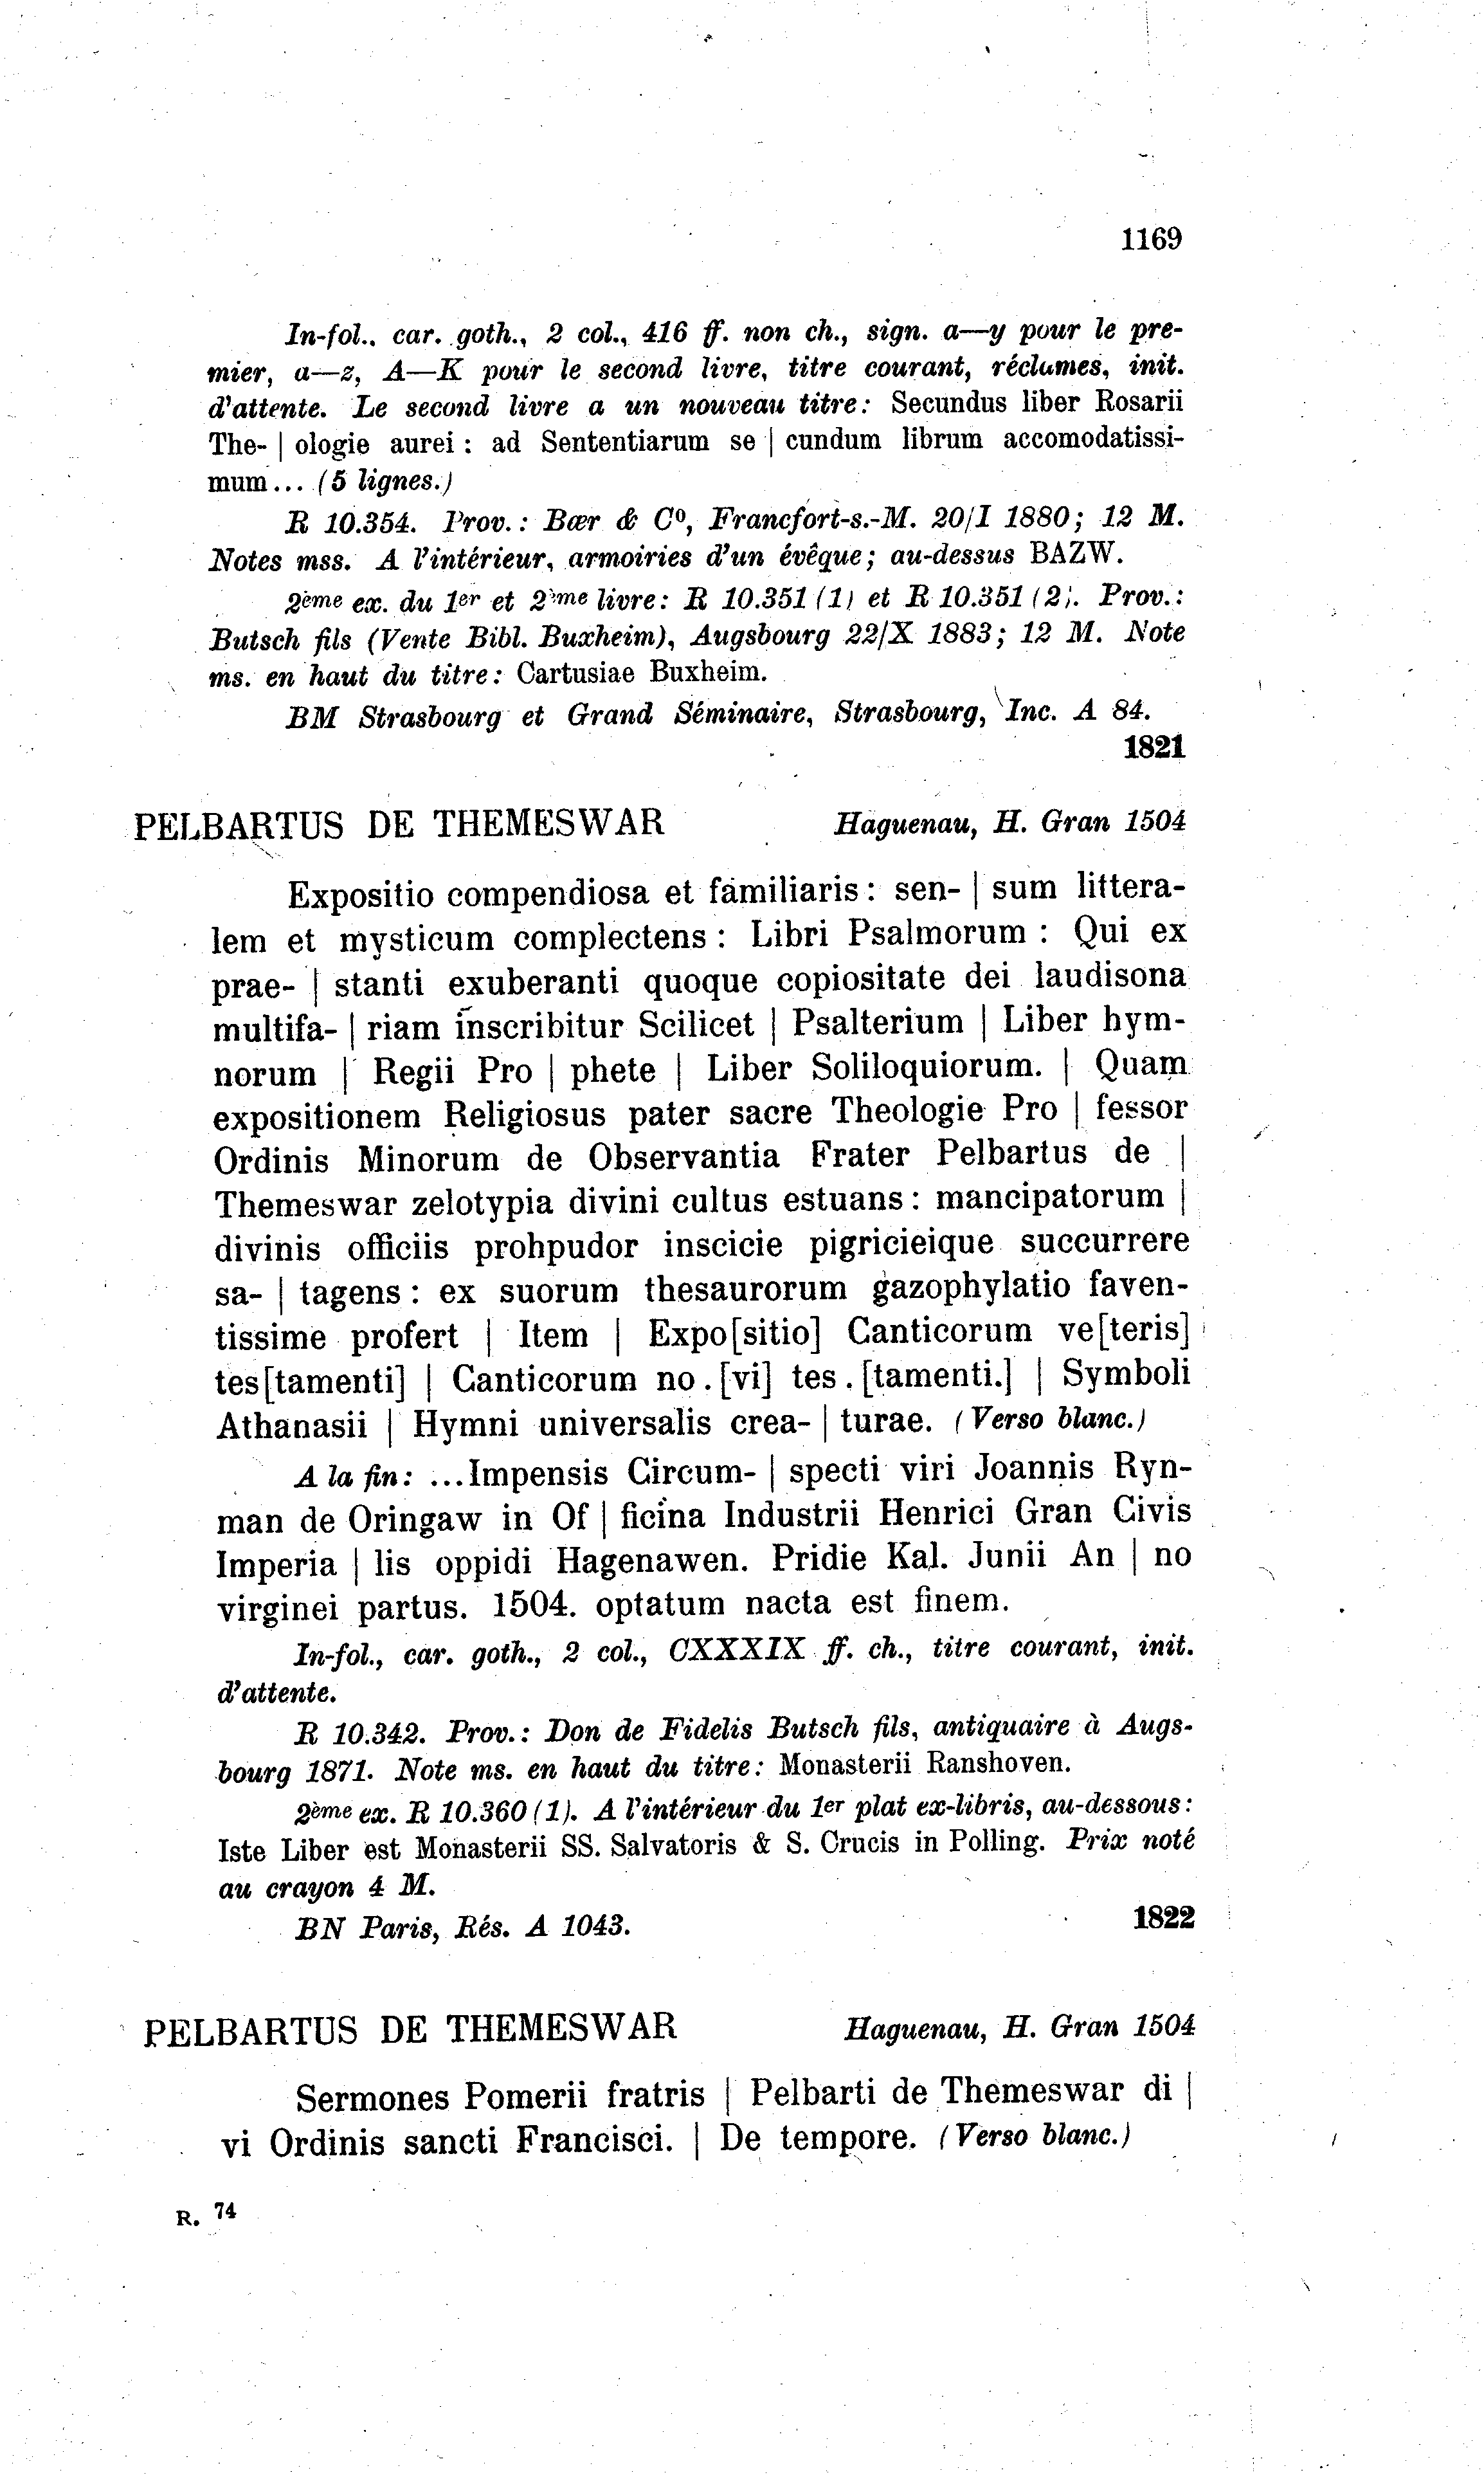 1169
In-fol., car. goth., 2 col., 416 ff. non ch., sign. a—y pour le pre-
mier, a—z, A—K pour le second livre, titre courant, réclames, init.
d'attente. Le second livre a un nouveau titre: Secundus liber Rosarii
The- | ologie aurei : ad Sententiarum se | cundum librum accomodatissi-
mum... (5 lignes.)
R 10.354. Prov. : Bær & Cº, Francfort-s.-M. 20/I 1880; 12 M.
Notes mss. A l'intérieur, armoiries d'un évêque; au-dessus BAZW.
2ème ex. du 1er et 2ème livre: R 10.351 (1) et R 10.351 (2). Prov.:
Butsch fils (Vente Bibl. Buxheim), Augsbourg 22/X 1883; 12 M. Note
ms. en haut du titre: Cartusiae Buxheim.
BM Strasbourg et Grand Séminaire, Strasbourg, Inc. A 84.
1821
PELBARTUS DE THEMESWAR Haguenau, H. Gran 1504
Expositio compendiosa et familiaris : sen- | sum littera-
lem et mysticum complectens : Libri Psalmorum : Qui ex
prae- | stanti exuberanti quoque copiositate dei laudisona
multifa- | riam inscribitur Scilicet | Psalterium | Liber hym-
norum | Regii Pro | phete | Liber Soliloquiorum. | Quam
expositionem Religiosus pater sacre Theologie Pro | fessor
Ordinis Minorum de Observantia Frater Pelbartus de |
Themeswar zelotypia divini cultus estuans : mancipatorum |
divinis officiis prohpudor inscicie pigricieique succurrere
sa- | tagens : ex suorum thesaurorum gazophylatio faven-
tissime profert | Item | Expo[sitio] Canticorum ve[teris]
tes[tamenti] | Canticorum no . [vi] tes . [tamenti.] | Symboli
Athanasii | Hymni universalis crea- | turae. (Verso blanc.)
A la fin: ...Impensis Circum- | specti viri Joannis Ryn-
man de Oringaw in Of | ficina Industrii Henrici Gran Civis
Imperia | lis oppidi Hagenawen. Pridie Kal. Junii An | no
virginei partus. 1504. optatum nacta est finem.
In-fol., car. goth., 2 col., CXXXIX ff. ch., titre courant, init.
d'attente.
R 10.342. Prov.: Don de Fidelis Butsch fils, antiquaire à Augs-
bourg 1871. Note ms. en haut du titre: Monasterii Ranshoven.
2ème ex. R 10.360 (1). A l'intérieur du 1er plat ex-libris, au-dessous:
Iste Liber est Monasterii SS. Salvatoris & S. Crucis in Polling. Prix noté
au crayon 4 M.
BN Paris, Rés. A 1043. 1822
PELBARTUS DE THEMESWAR Haguenau, H. Gran 1504
Sermones Pomerii fratris | Pelbarti de Themeswar di |
vi Ordinis sancti Francisci. | De tempore. (Verso blanc.)
R. 74